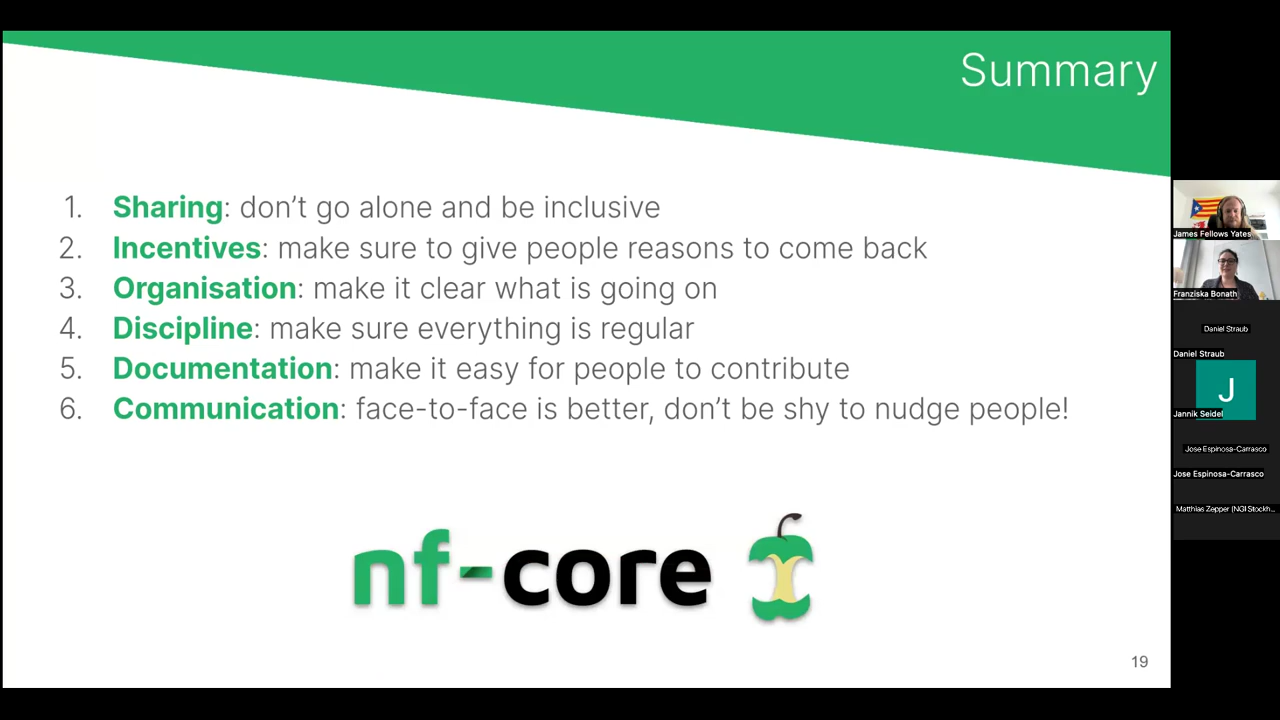 Summary
1. Sharing: don't go alone and be inclusive
2. Incentives: make sure to give people reasons to come back
3. Organisation: make it clear what is going on
4. Discipline: make sure everything is regular
5. Documentation: make it easy for people to contribute
6. Communication: face-to-face is better, don't be shy to nudge people!
nf-core
19
James Fellows Yates
Franziska Bonath
Daniel Straub
Daniel Straub
J
Jannik Seidel
Jose Espinosa-Carrasco
Jose Espinosa-Carrasco
Matthias Zepper (NGI Stockh...